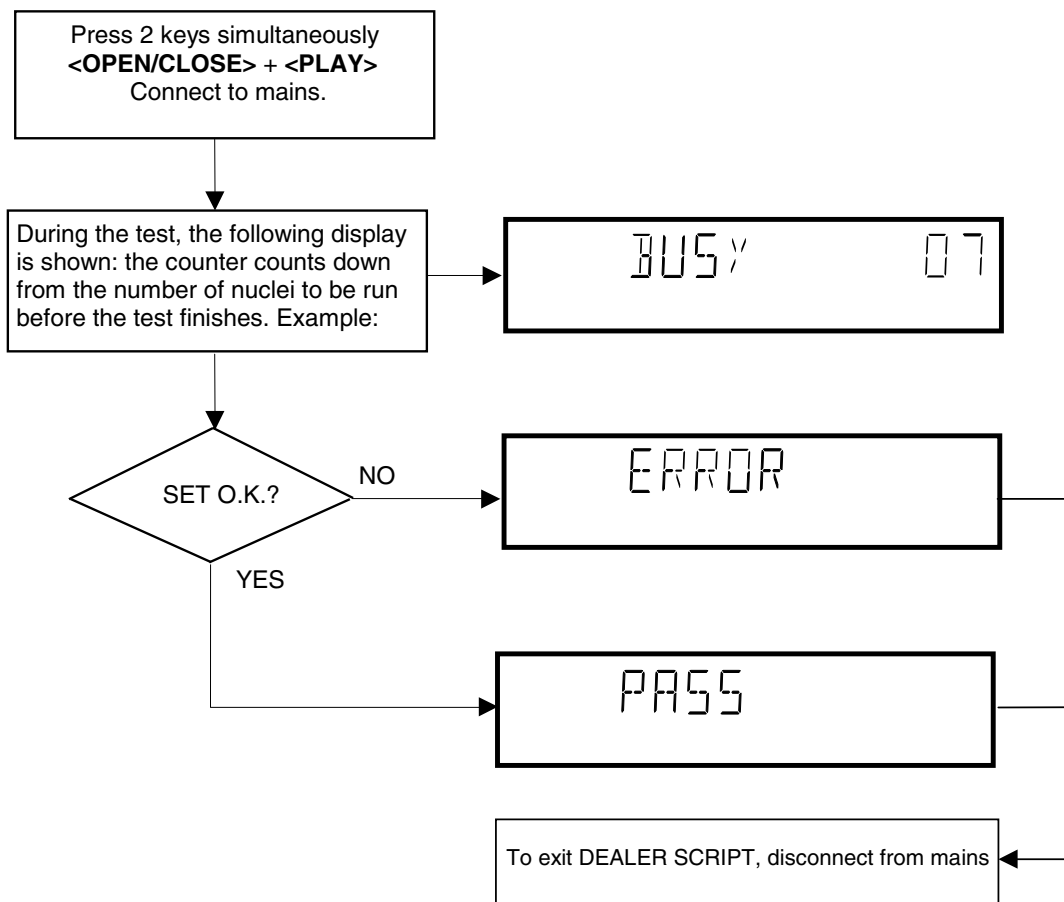 Press 2 keys simultaneously
<OPEN/CLOSE> + <PLAY>
Connect to mains.
During the test, the following display
is shown: the counter counts down
from the number of nuclei to be run
before the test finishes. Example:
BUSY 07
SET O.K.?
NO
ERROR
YES
PASS
To exit DEALER SCRIPT, disconnect from mains